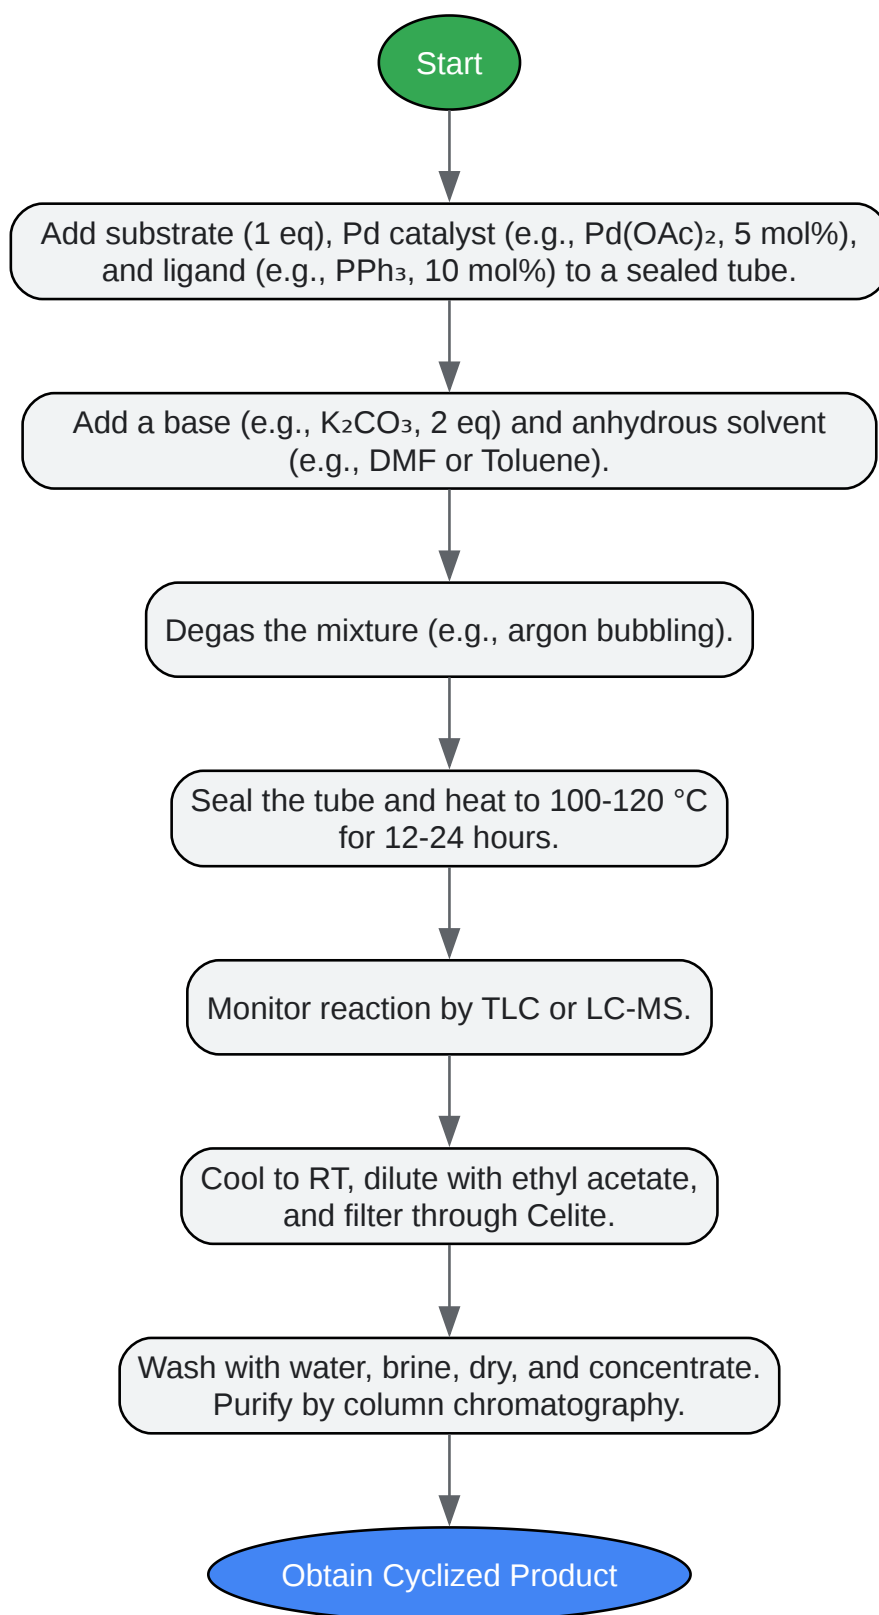 Start
Add substrate (1 eq), Pd catalyst (e.g., Pd(OAc)₂, 5 mol%),
and ligand (e.g., PPh₃, 10 mol%) to a sealed tube.
Add a base (e.g., K₂CO₃, 2 eq) and anhydrous solvent
(e.g., DMF or Toluene).
Degas the mixture (e.g., argon bubbling).
Seal the tube and heat to 100-120 °C
for 12-24 hours.
Monitor reaction by TLC or LC-MS.
Cool to RT, dilute with ethyl acetate,
and filter through Celite.
Wash with water, brine, dry, and concentrate.
Purify by column chromatography.
Obtain Cyclized Product